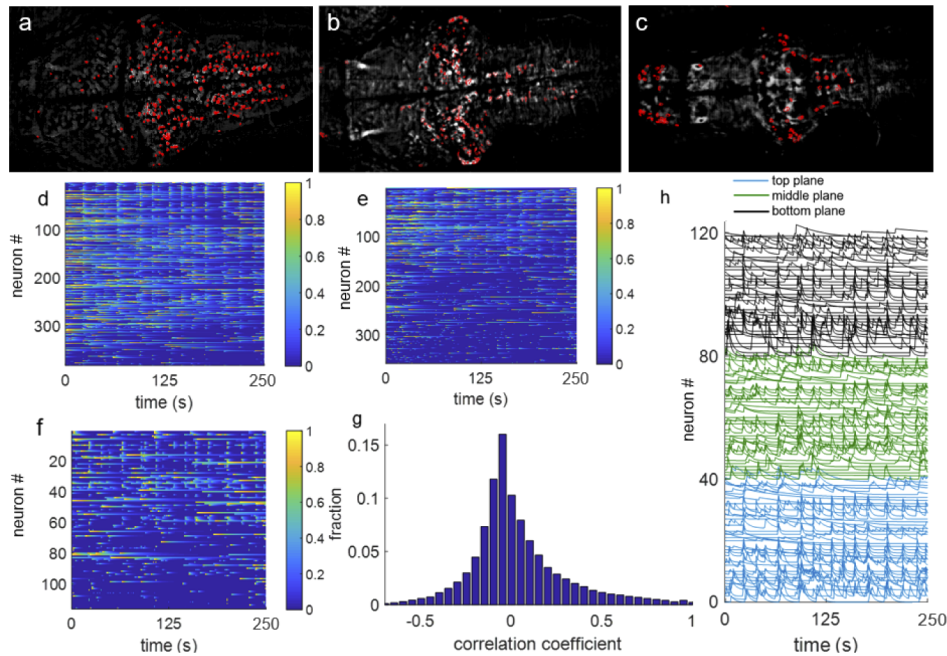 a
b
c
d
neuron #
100
200
300
0
125
250
time (s)
1
0.8
0.6
0.4
0.2
0
e
neuron #
100
200
300
0
125
250
time (s)
1
0.8
0.6
0.4
0.2
0
top plane
middle plane
bottom plane
h
neuron #
120
80
40
0
0
125
250
time (s)
f
neuron #
20
40
60
80
100
0
125
250
time (s)
1
0.8
0.6
0.4
0.2
0
g
fraction
0.15
0.1
0.05
0
-0.5
0
0.5
1
correlation coefficient